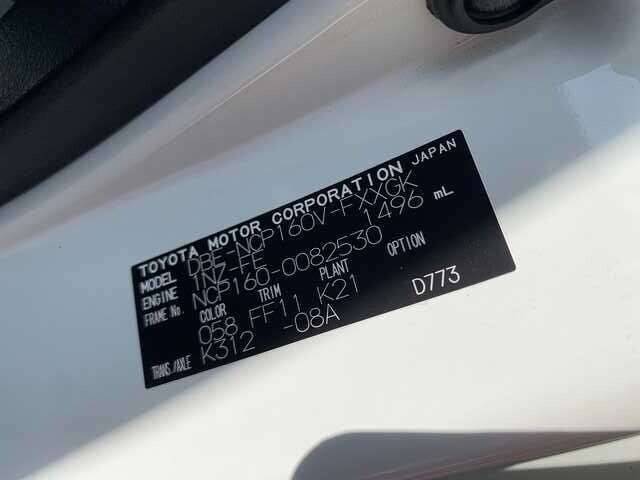 TOYOTA MOTOR CORPORATION JAPAN
MODEL DBE-NCP160V-FXXGK
ENGINE 1NZ-FE 1496 mL
FRAME No. NCP160-0082530
COLOR TRIM PLANT OPTION
058 FF11 K21
TRANS/AXLE K312 -08A D773